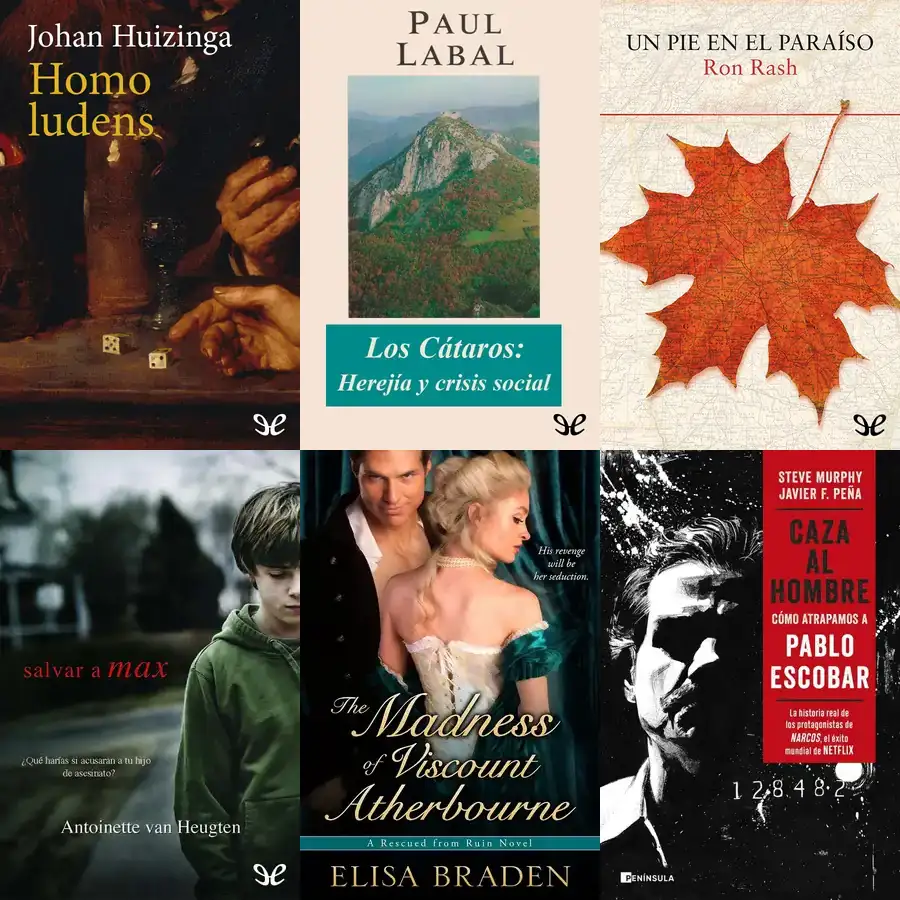 Johan Huizinga
Homo
ludens
PAUL
LABAL
Los Cátaros:
Herejía y crisis social
UN PIE EN EL PARAÍSO
Ron Rash
salvar a max
¿Qué harías si acusaran a tu hijo
de asesinato?
Antoinette van Heugten
His revenge
will be
her seduction.
The Madness
of Viscount
Atherbourne
A Rescued from Ruin Novel
ELISA BRADEN
STEVE MURPHY
JAVIER F. PEÑA
CAZA
AL
HOMBRE
CÓMO ATRAPAMOS A
PABLO
ESCOBAR
La historia real de
los protagonistas de
NARCOS, el éxito
mundial de NETFLIX
128482
PENÍNSULA